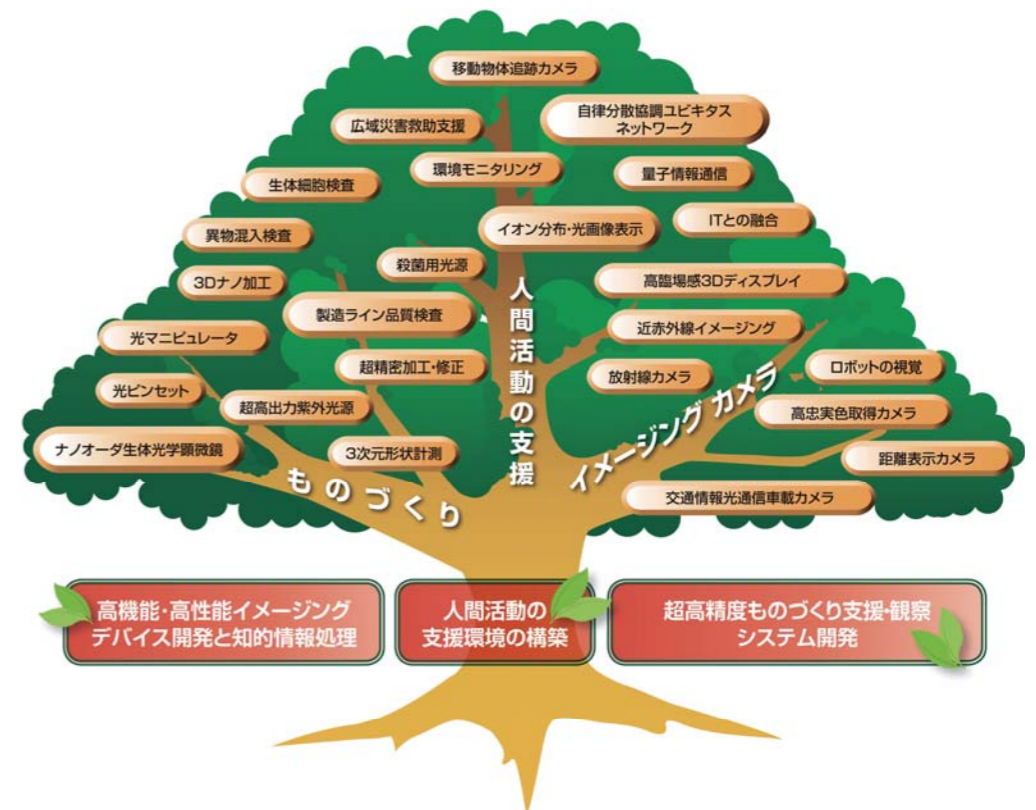 移動物体追跡カメラ
自律分散協調ユビキタス
ネットワーク
広域災害救助支援
環境モニタリング
量子情報通信
生体細胞検査
ITとの融合
イオン分布・光画像表示
異物混入検査
殺菌用光源
3Dナノ加工
高臨場感3Dディスプレイ
製造ライン品質検査
近赤外線イメージング
光マニピュレータ
超精密加工・修正
放射線カメラ
ロボットの視覚
光ピンセット
超高出力紫外光源
高忠実色取得カメラ
ナノオーダ生体光学顕微鏡
3次元形状計測
距離表示カメラ
交通情報光通信車載カメラ
ものづくり
人間活動の支援
イメージング カメラ
高機能・高性能イメージング
デバイス開発と知的情報処理
人間活動の
支援環境の構築
超高精度ものづくり支援・観察
システム開発